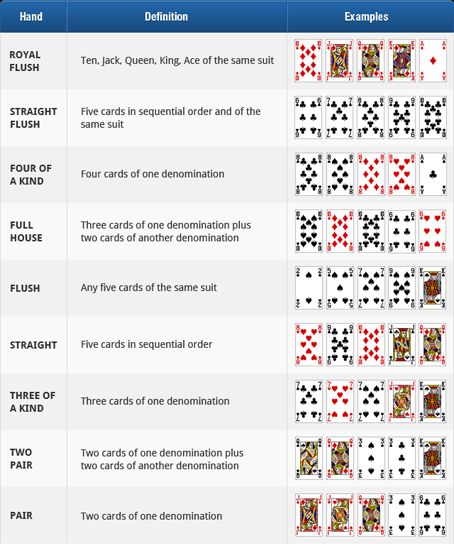 Hand Definition Examples
ROYAL
FLUSH
Ten, Jack, Queen, King, Ace of the same suit
STRAIGHT
FLUSH
Five cards in sequential order and of the
same suit
FOUR OF
A KIND
Four cards of one denomination
FULL
HOUSE
Three cards of one denomination plus
two cards of another denomination
FLUSH
Any five cards of the same suit
STRAIGHT
Five cards in sequential order
THREE OF
A KIND
Three cards of one denomination
TWO
PAIR
Two cards of one denomination plus
two cards of another denomination
PAIR
Two cards of one denomination